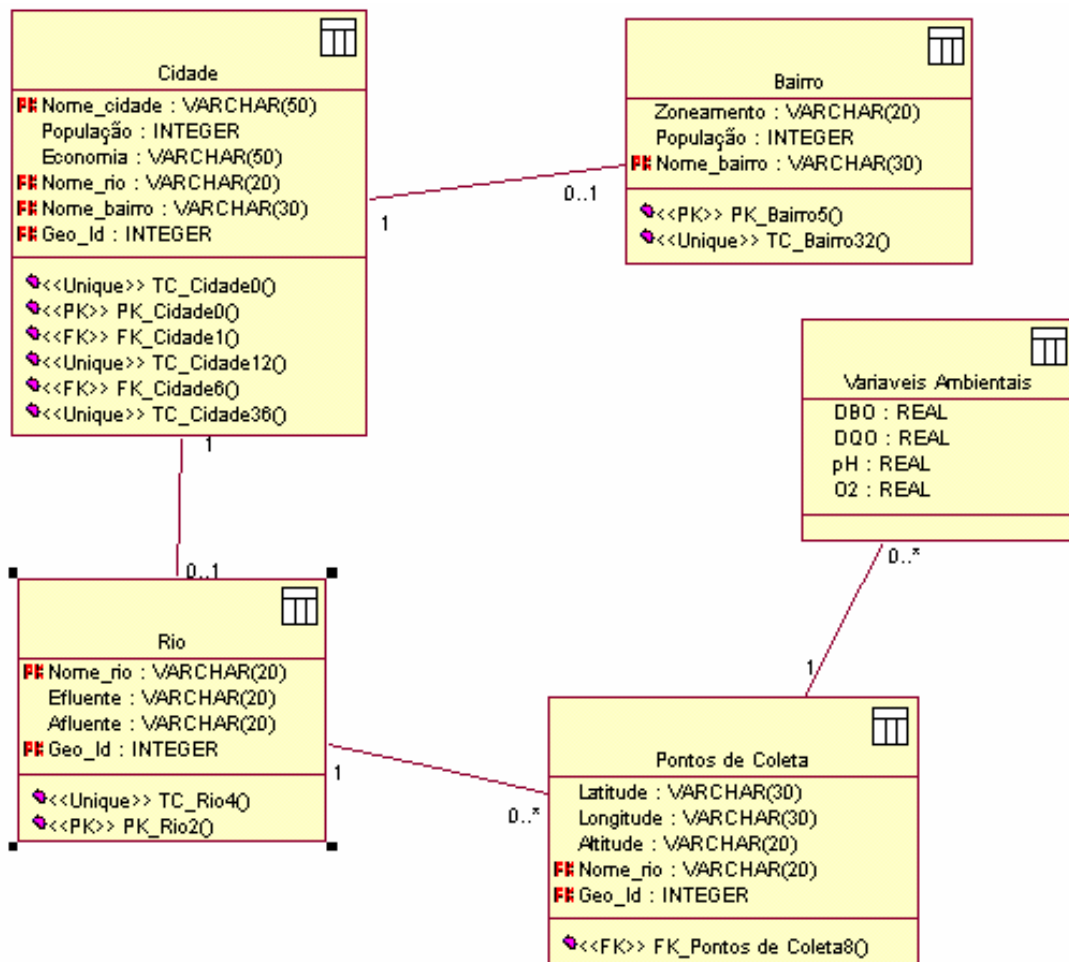 Cidade
PK Nome_cidade : VARCHAR(50)
População : INTEGER
Economia : VARCHAR(50)
FK Nome_rio : VARCHAR(20)
FK Nome_bairro : VARCHAR(30)
FK Geo_Id : INTEGER
<<Unique>> TC_Cidade0()
<<PK>> PK_Cidade0()
<<FK>> FK_Cidade1()
<<Unique>> TC_Cidade12()
<<FK>> FK_Cidade6()
<<Unique>> TC_Cidade36()
1
0..1
Bairro
Zoneamento : VARCHAR(20)
População : INTEGER
PK Nome_bairro : VARCHAR(30)
<<PK>> PK_Bairro5()
<<Unique>> TC_Bairro32()
Variaveis Ambientais
DBO : REAL
DQO : REAL
pH : REAL
O2 : REAL
0..*
1
1
0..1
Rio
PK Nome_rio : VARCHAR(20)
Efluente : VARCHAR(20)
Afluente : VARCHAR(20)
PK Geo_Id : INTEGER
<<Unique>> TC_Rio4()
<<PK>> PK_Rio2()
1
0..*
Pontos de Coleta
Latitude : VARCHAR(30)
Longitude : VARCHAR(30)
Altitude : VARCHAR(20)
FK Nome_rio : VARCHAR(20)
FK Geo_Id : INTEGER
<<FK>> FK_Pontos de Coleta8()